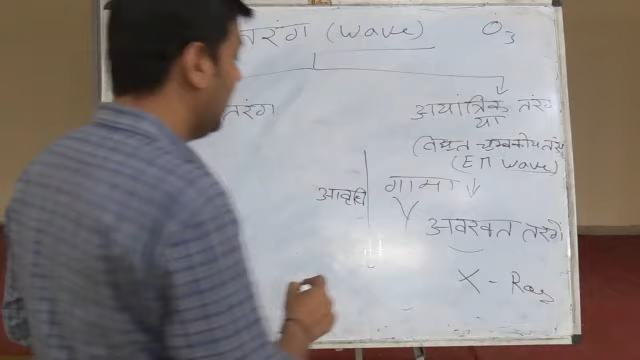 तरंग (wave)
O3
तरंग
अयांत्रिक तरंग
या
विद्युत चुम्बकीय तरंग
(EM wave)
आवृति
गामा
γ
अवरक्त तरंगे
X - Ray